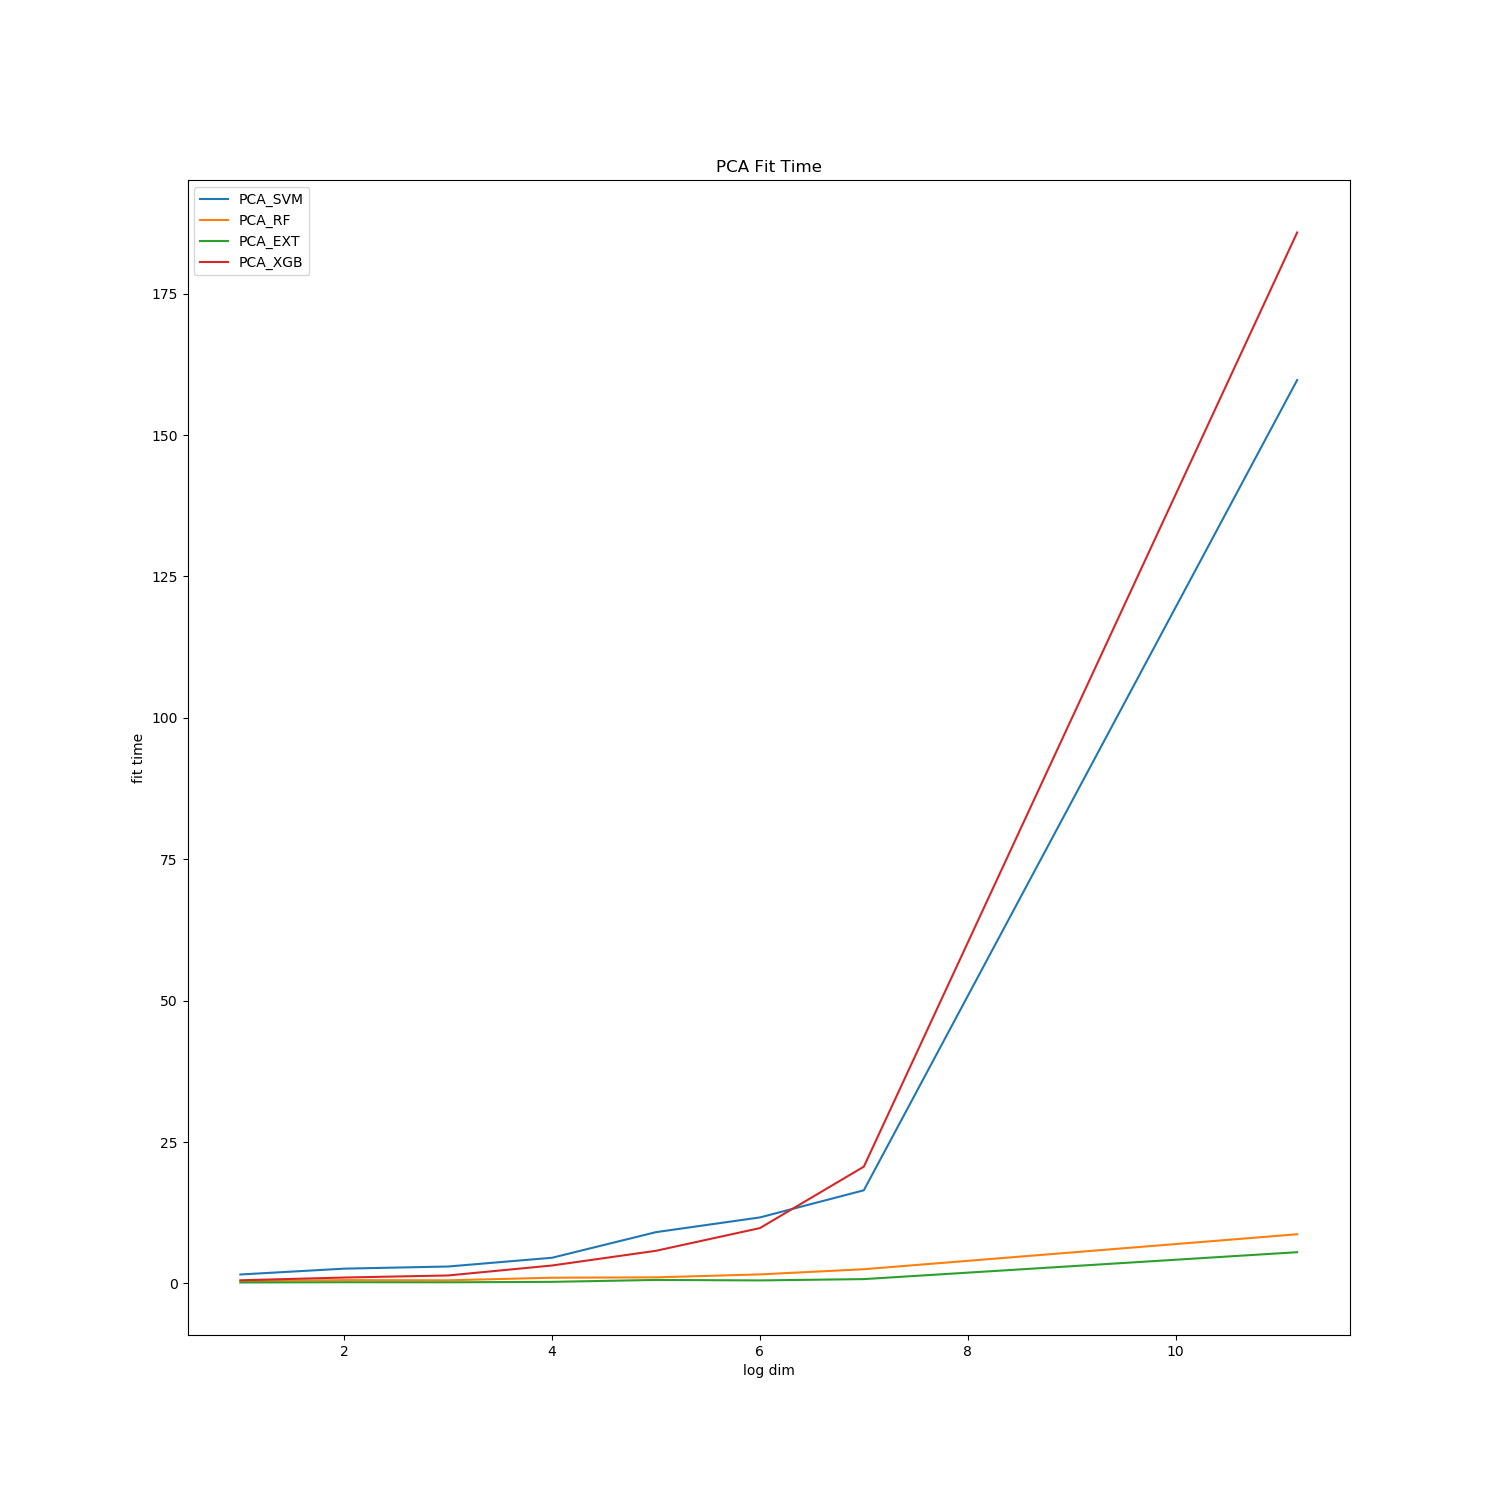 PCA Fit Time
PCA_SVM
PCA_RF
PCA_EXT
PCA_XGB
175
150
125
100
75
50
25
0
fit time
2 4 6 8 10
log dim